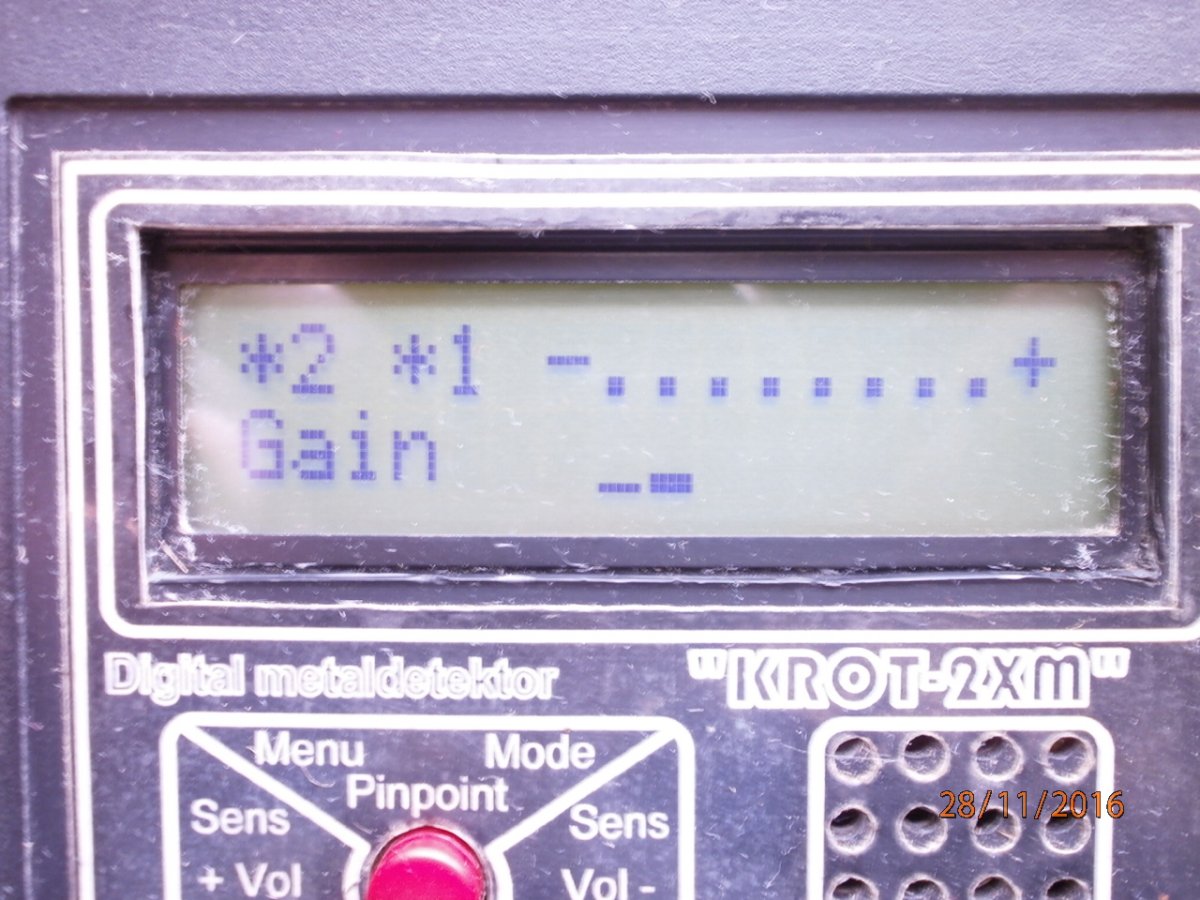 *2 *1 -........+
Gain _▬
Digital metaldetektor "KROT-2XM"
Menu Mode
Pinpoint
Sens Sens
+ Vol Vol -
28/11/2016